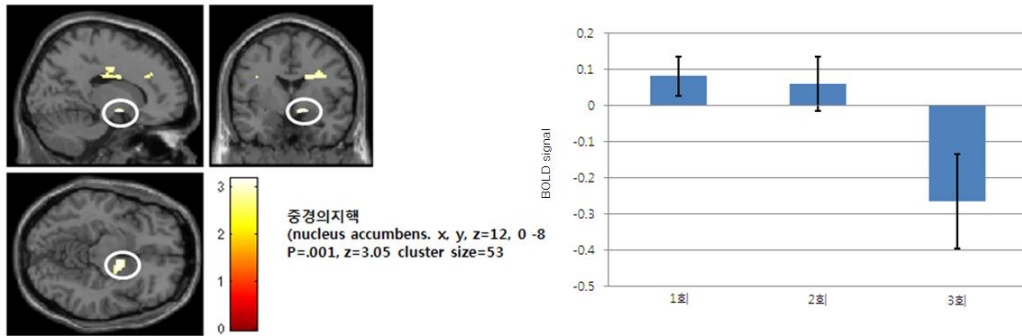 3
2
1
0
중경의지핵
(nucleus accumbens. x, y, z=12, 0 -8
P=.001, z=3.05 cluster size=53
BOLD signal
0.2
0.1
0
-0.1
-0.2
-0.3
-0.4
-0.5
1회
2회
3회